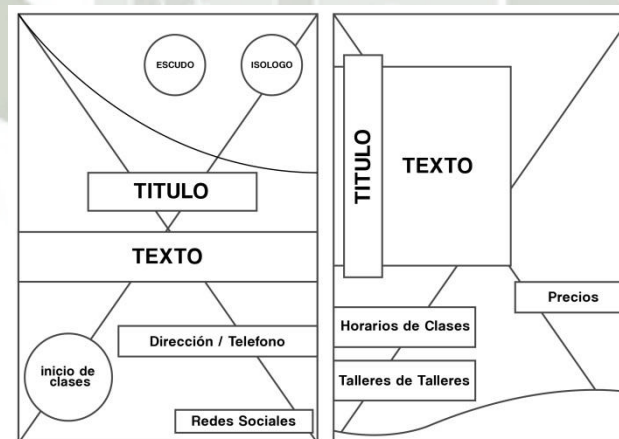 ESCUDO
ISOLOGO
TITULO
TEXTO
Dirección / Telefono
inicio de
clases
Redes Sociales
TITULO
TEXTO
Precios
Horarios de Clases
Talleres de Talleres